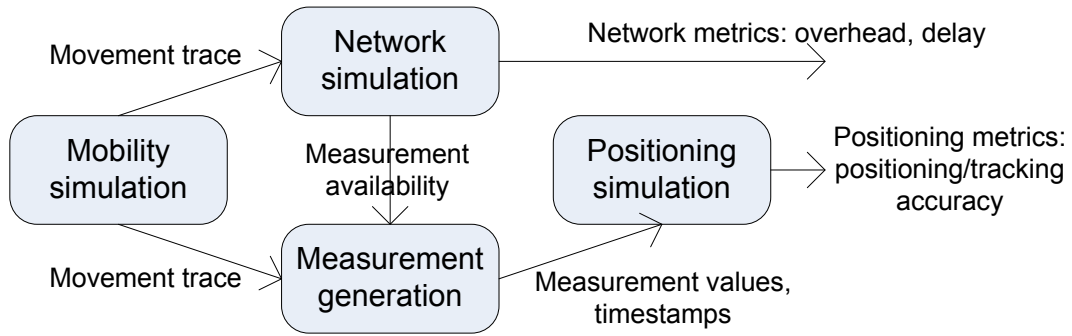 Movement trace
Network
simulation
Network metrics: overhead, delay
Mobility
simulation
Measurement
availability
Positioning
simulation
Positioning metrics:
positioning/tracking
accuracy
Movement trace
Measurement
generation
Measurement values,
timestamps